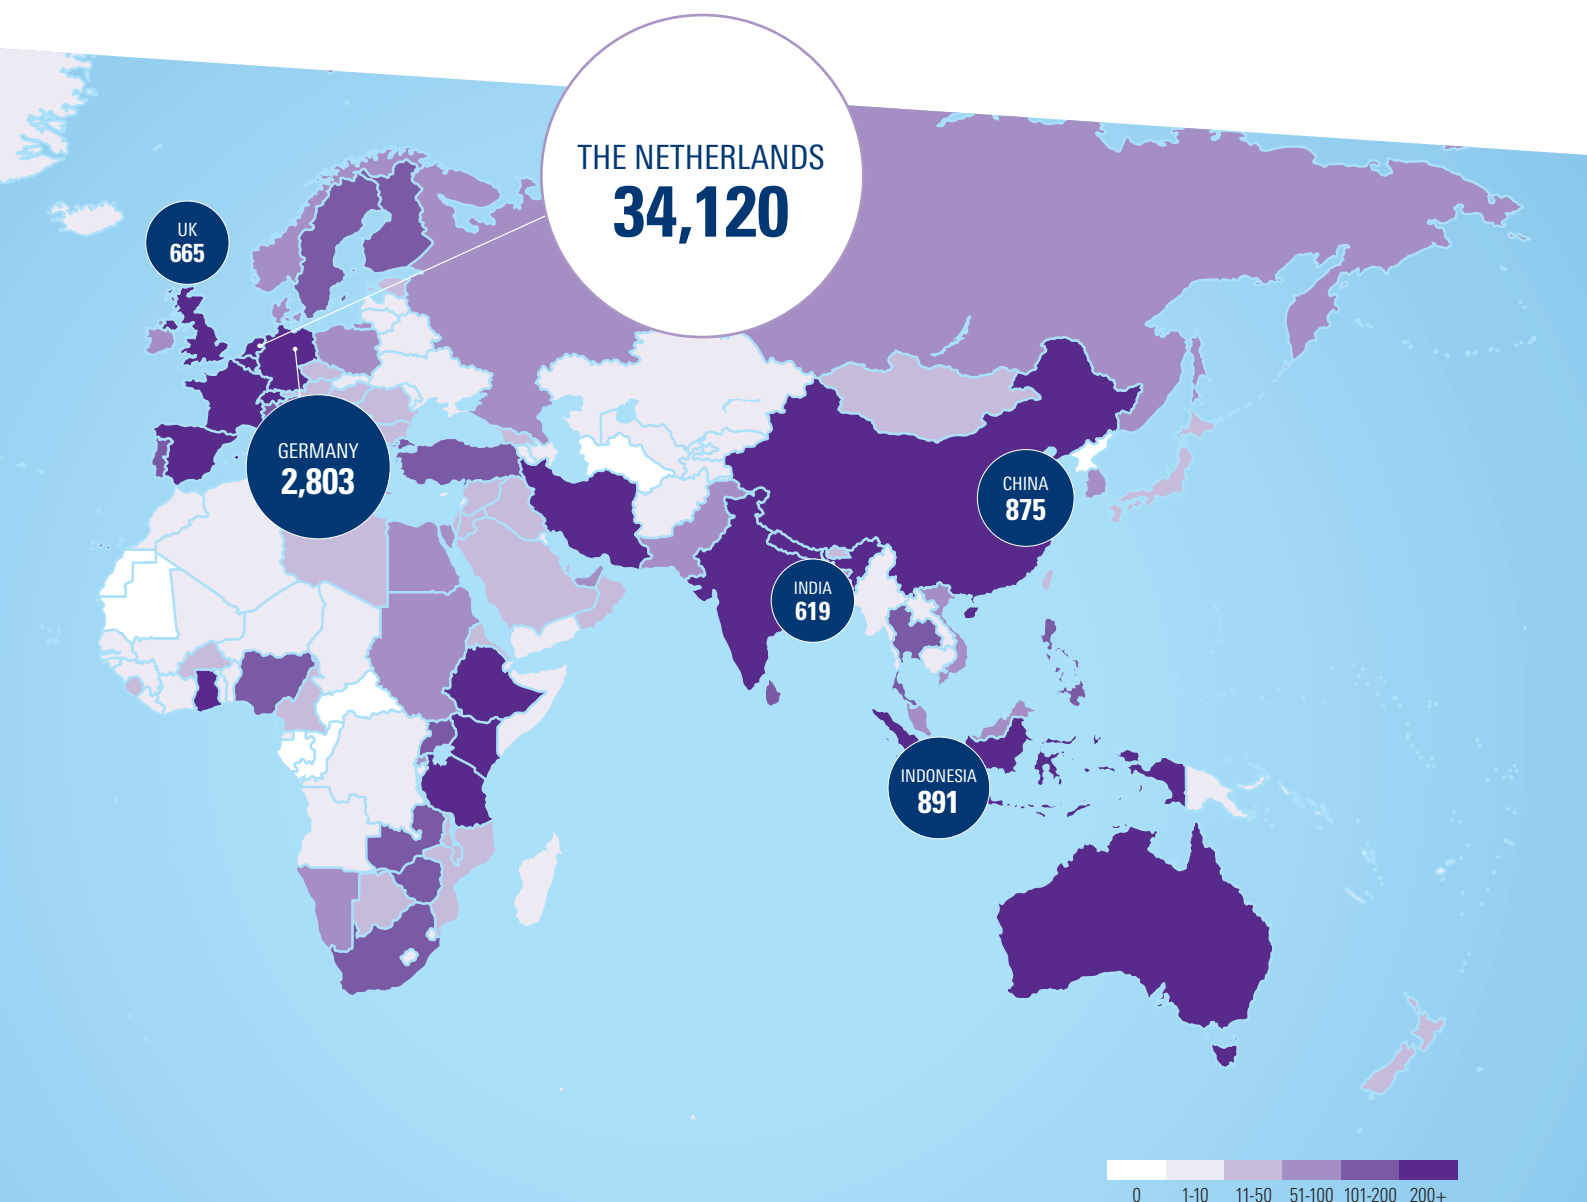 THE NETHERLANDS
34,120
UK
665
GERMANY
2,803
CHINA
875
INDIA
619
INDONESIA
891
0 1-10 11-50 51-100 101-200 200+